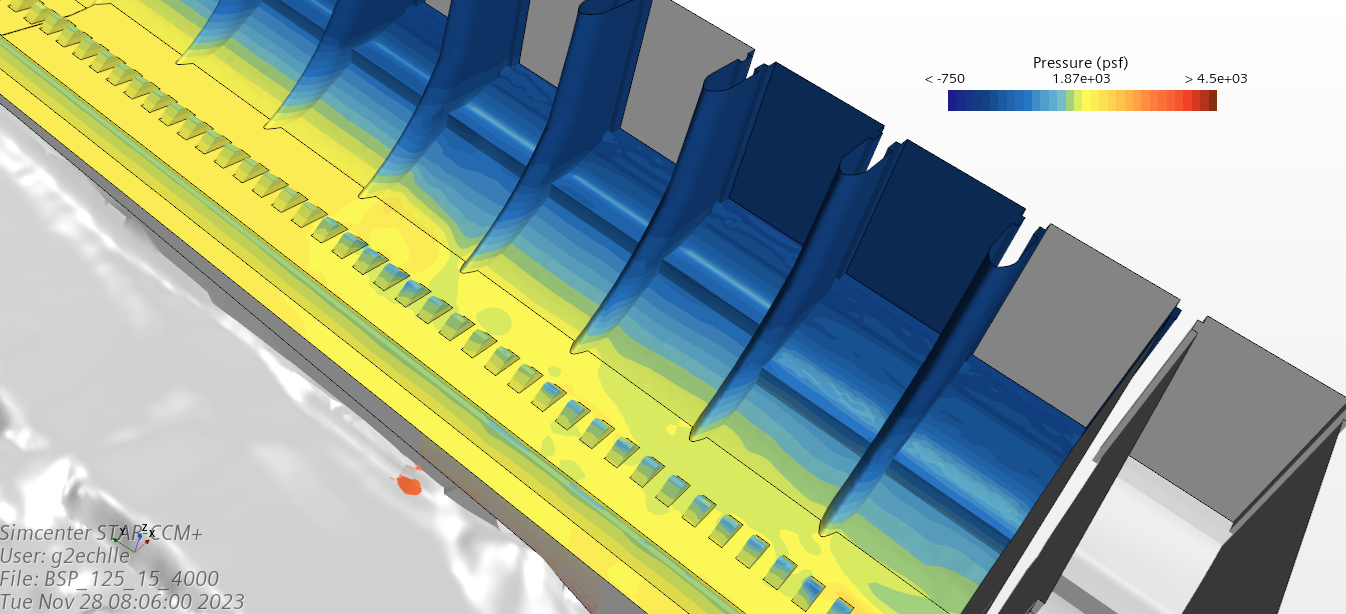 Pressure (psf)
< -750 1.87e+03 > 4.5e+03
Z
Simcenter STAR-CCM+
User: g2echlle
File: BSP_125_15_4000
Tue Nov 28 08:06:00 2023